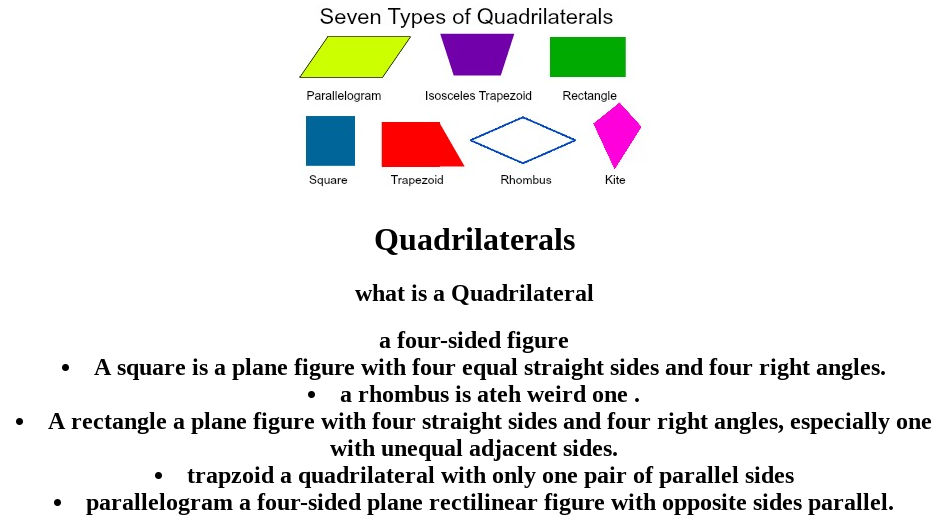 Seven Types of Quadrilaterals
Parallelogram Isosceles Trapezoid Rectangle
Square Trapezoid Rhombus Kite
Quadrilaterals
what is a Quadrilateral
a four-sided figure
• A square is a plane figure with four equal straight sides and four right angles.
• a rhombus is ateh weird one .
• A rectangle a plane figure with four straight sides and four right angles, especially one
with unequal adjacent sides.
• trapzoid a quadrilateral with only one pair of parallel sides
• parallelogram a four-sided plane rectilinear figure with opposite sides parallel.